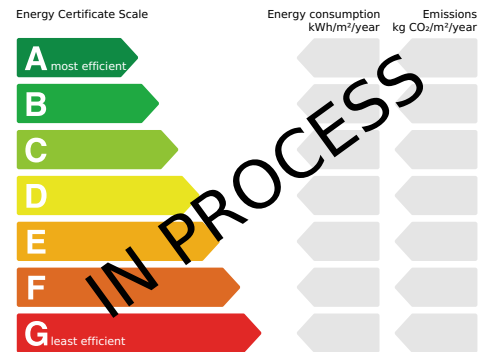 Energy Certificate Scale
Energy consumption
kWh/m²/year
Emissions
kg CO₂/m²/year
A most efficient
B
C
D
E
F
G least efficient
IN PROCESS